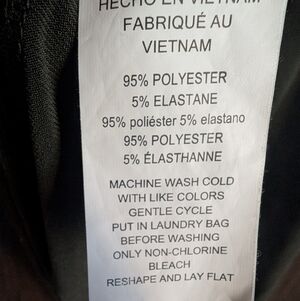 HECHO EN VIETNAM
FABRIQUÉ AU
VIETNAM
95% POLYESTER
5% ELASTANE
95% poliéster 5% elastano
95% POLYESTER
5% ÉLASTHANNE
MACHINE WASH COLD
WITH LIKE COLORS
GENTLE CYCLE
PUT IN LAUNDRY BAG
BEFORE WASHING
ONLY NON-CHLORINE
BLEACH
RESHAPE AND LAY FLAT